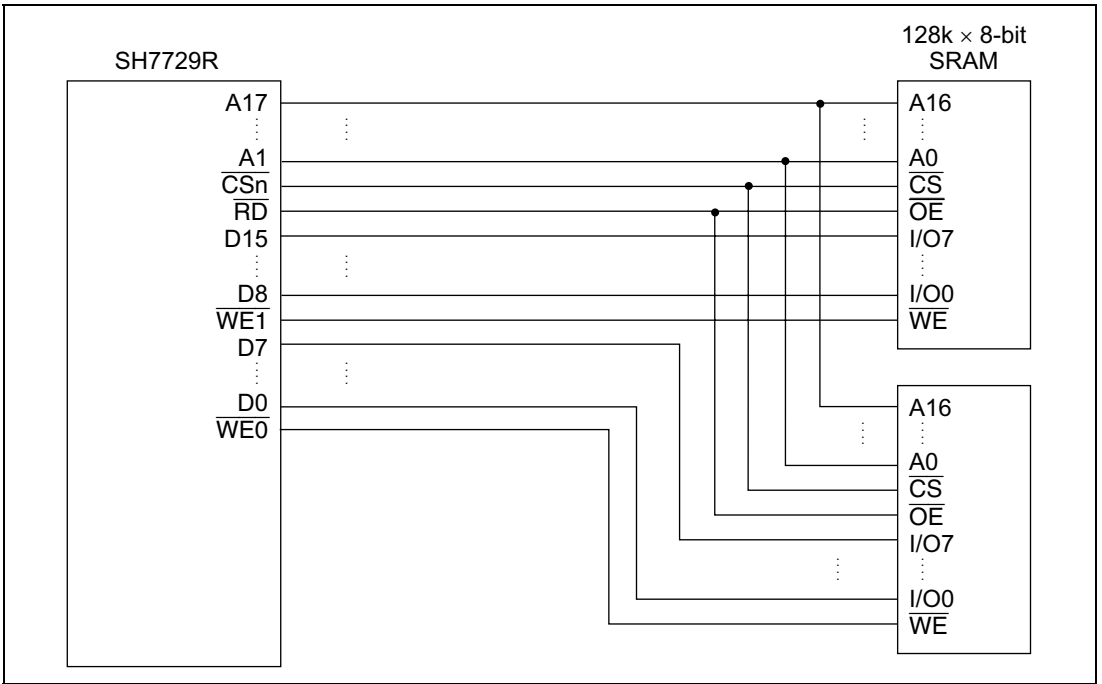 SH7729R
A17
A1
CSn
RD
D15
D8
WE1
D7
D0
WE0
128k × 8-bit
SRAM
A16
A0
CS
OE
I/O7
I/O0
WE
A16
A0
CS
OE
I/O7
I/O0
WE